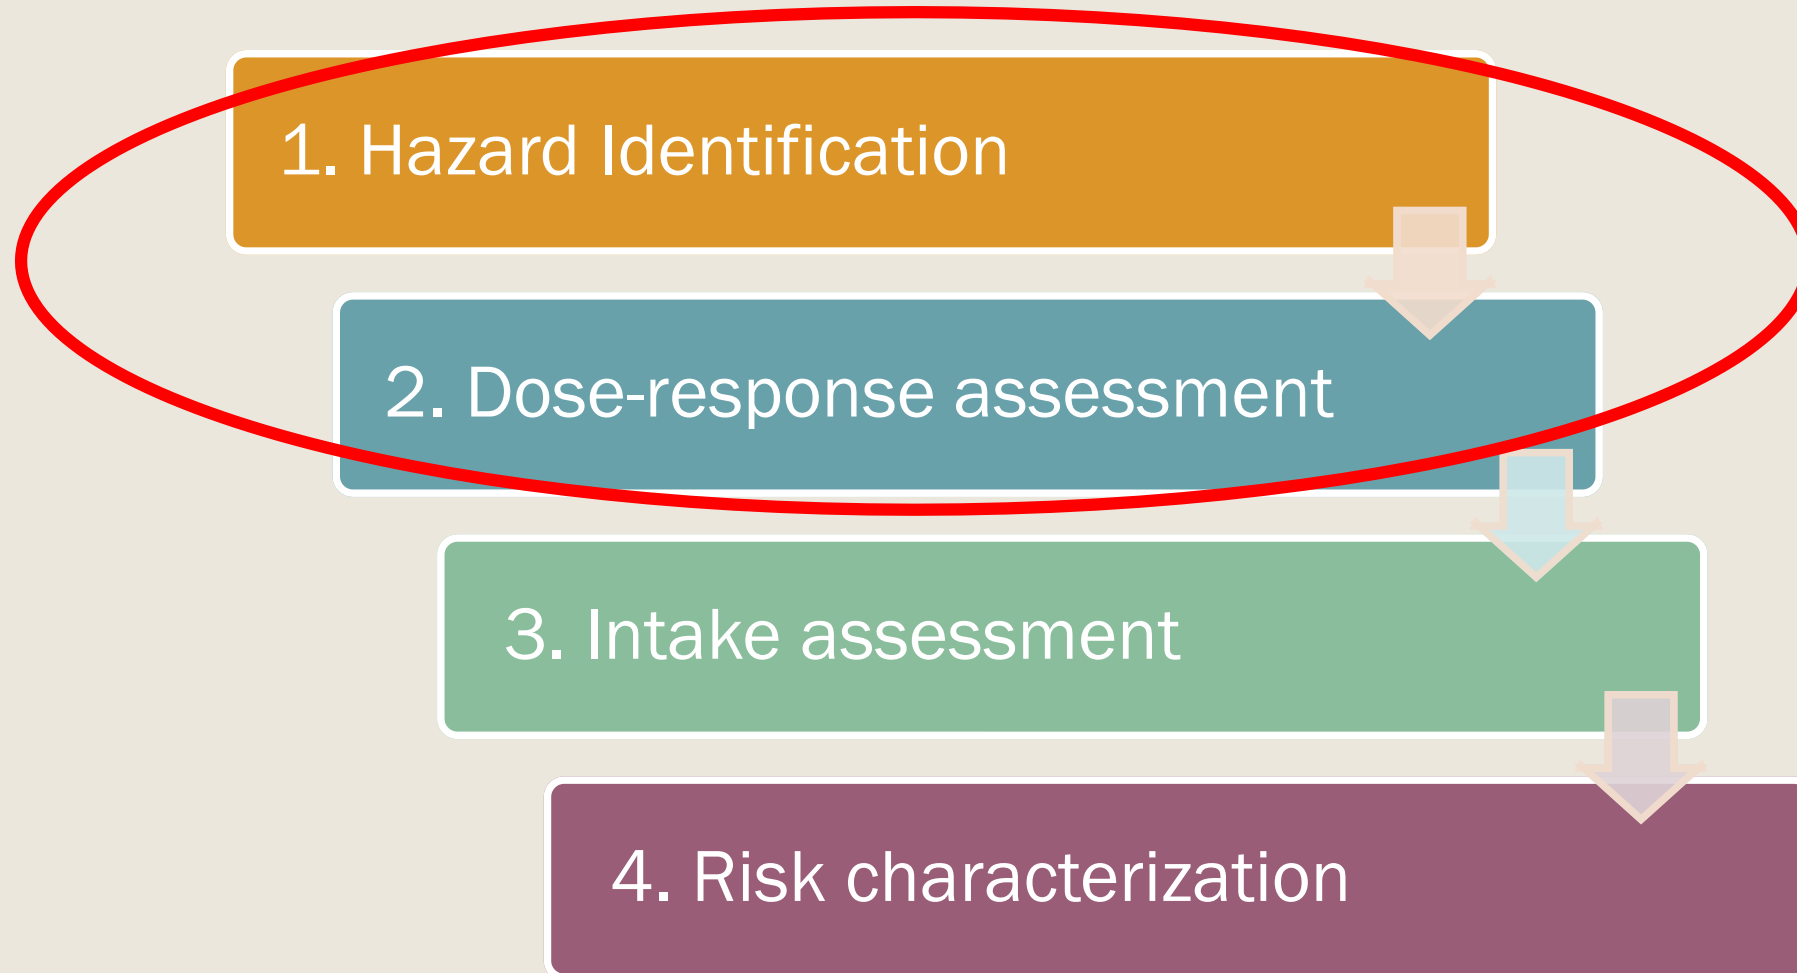 1. Hazard Identification
2. Dose-response assessment
3. Intake assessment
4. Risk characterization